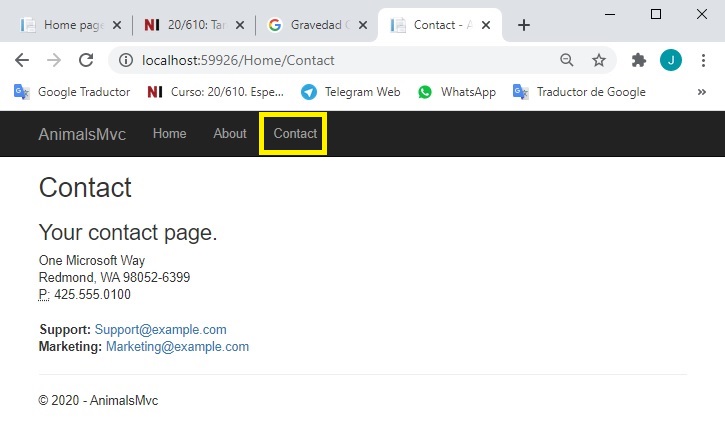 Home page NI 20/610: Tar Gravedad Contact - A
localhost:59926/Home/Contact J
Google Traductor NI Curso: 20/610. Espe... Telegram Web WhatsApp Traductor de Google »
AnimalsMvc Home About Contact
Contact
Your contact page.
One Microsoft Way
Redmond, WA 98052-6399
P: 425.555.0100
Support: Support@example.com
Marketing: Marketing@example.com
© 2020 - AnimalsMvc